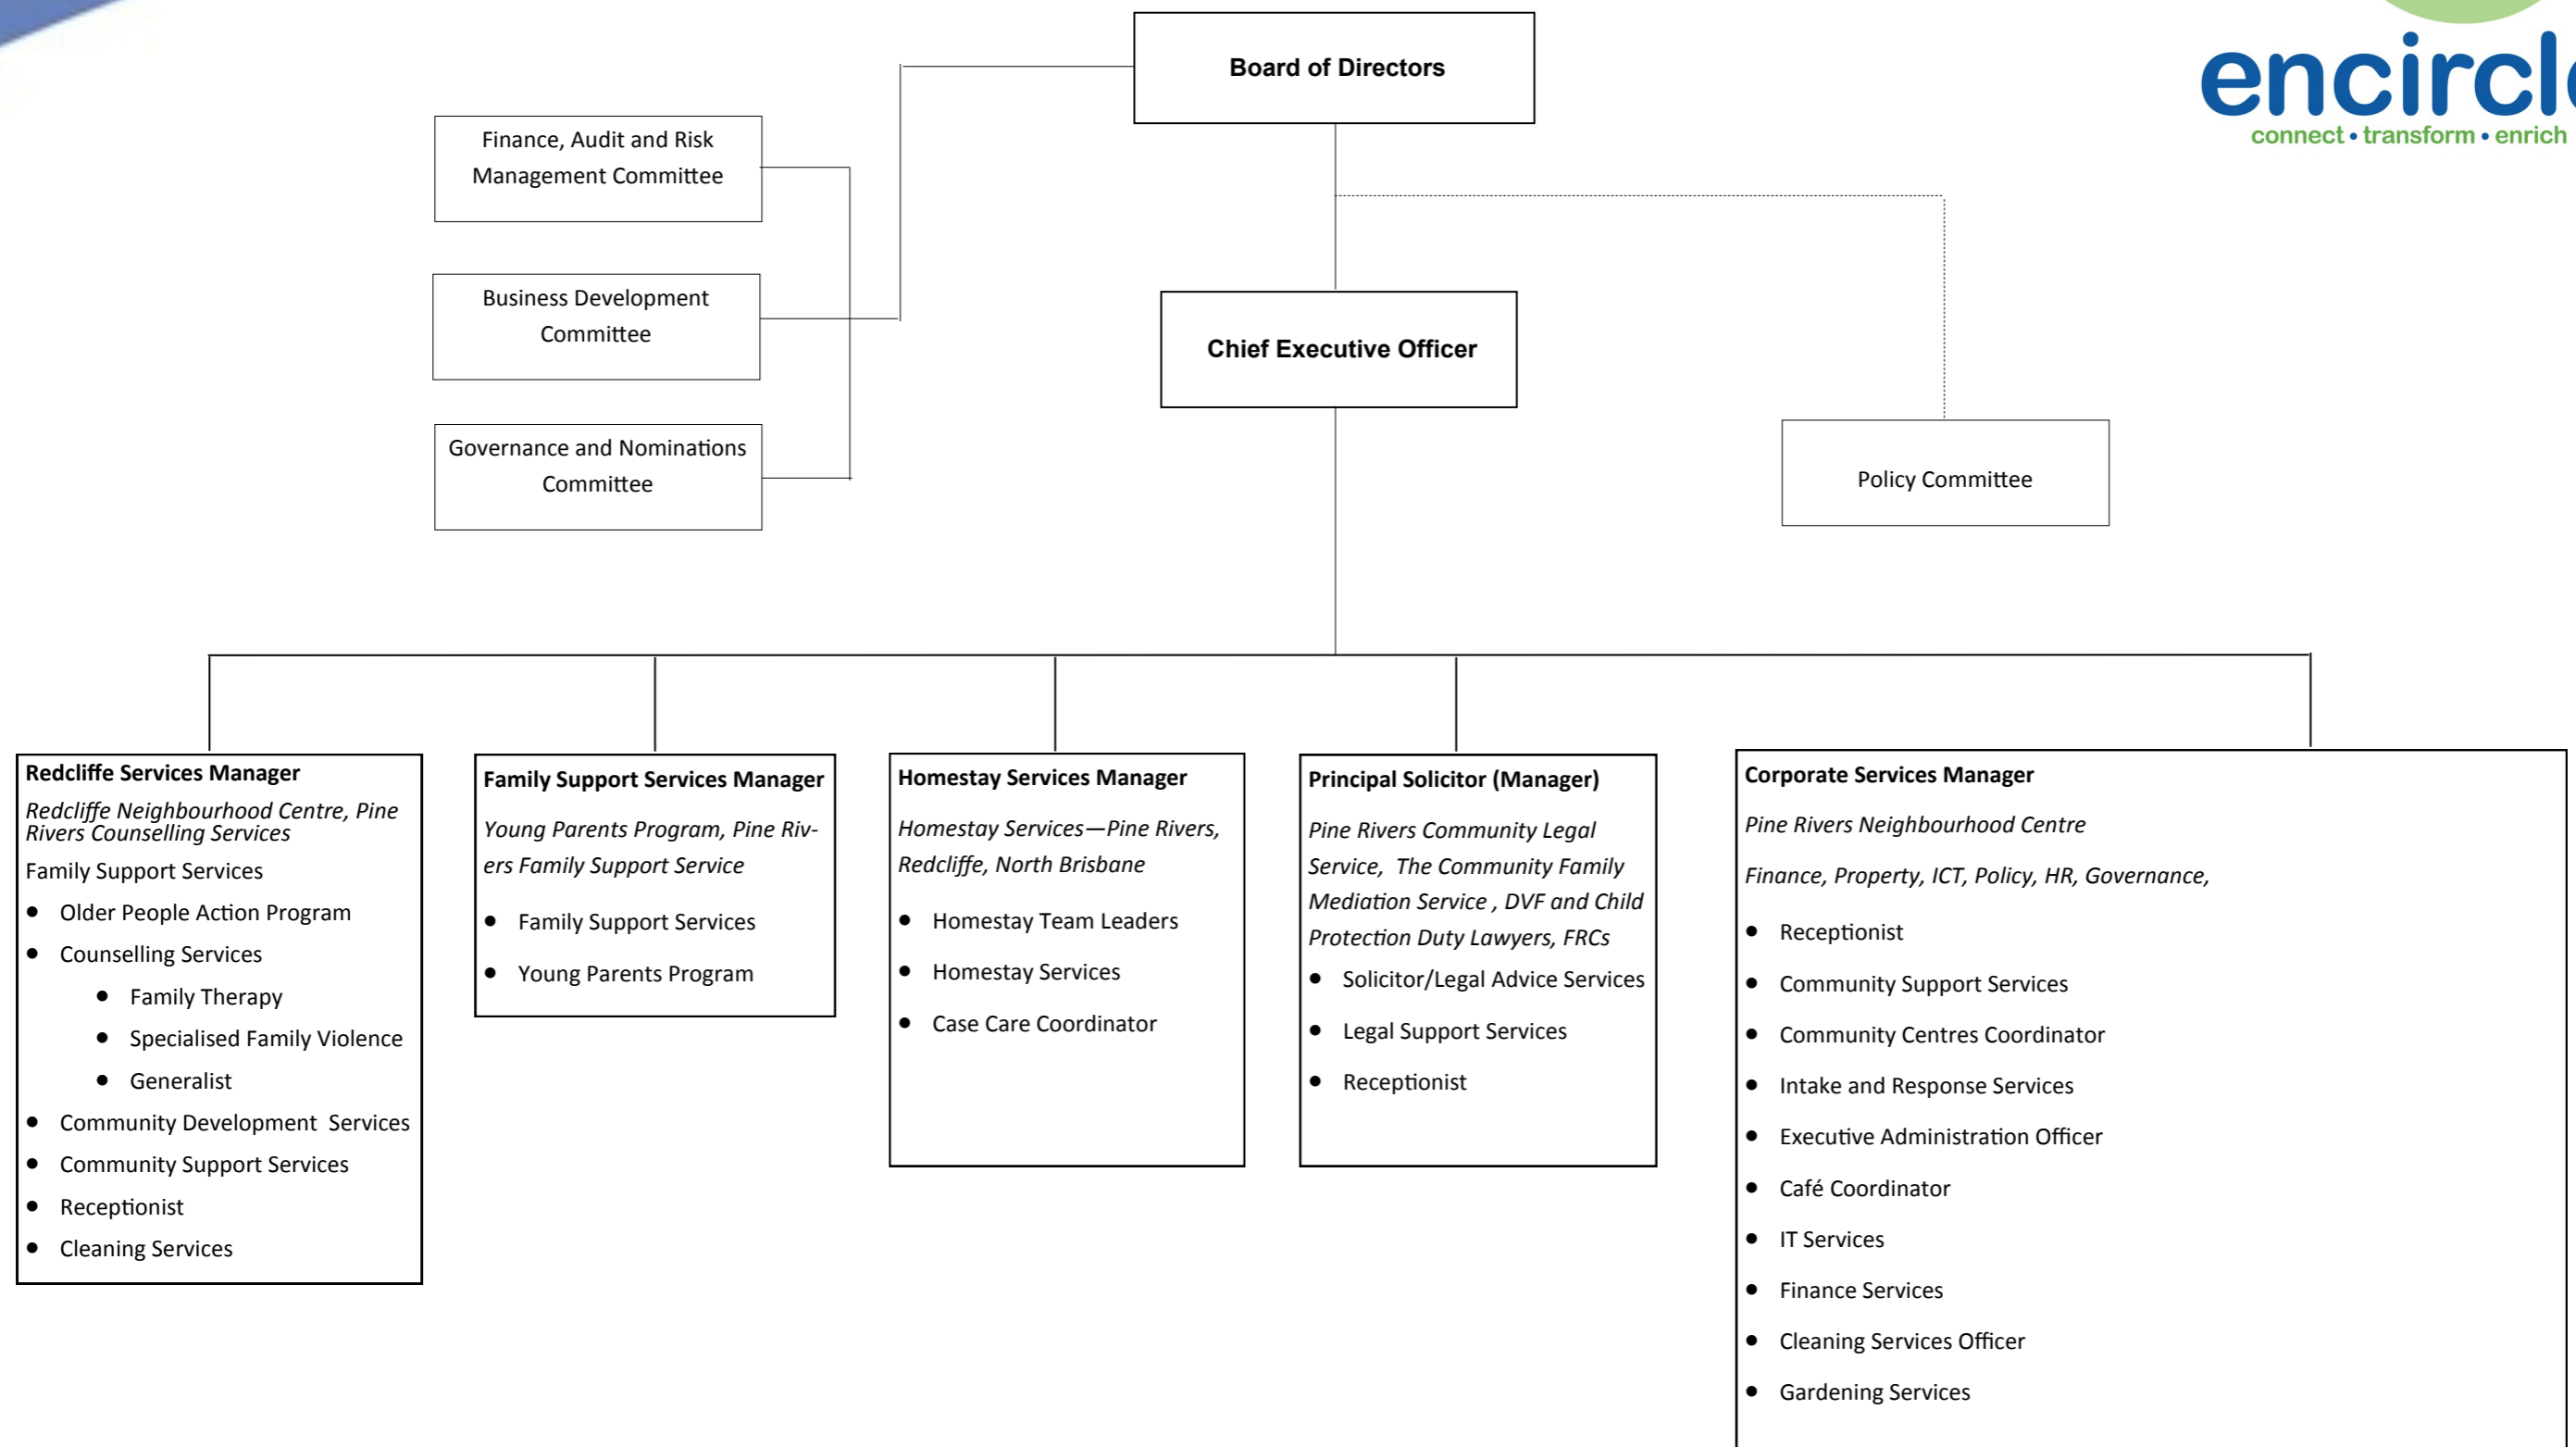 Board of Directors
encircle
connect • transform • enrich
Finance, Audit and Risk
Management Committee
Business Development
Committee
Chief Executive Officer
Governance and Nominations
Committee
Policy Committee
Redcliffe Services Manager
Redcliffe Neighbourhood Centre, Pine
Rivers Counselling Services
Family Support Services
• Older People Action Program
• Counselling Services
• Family Therapy
• Specialised Family Violence
• Generalist
• Community Development  Services
• Community Support Services
• Receptionist
• Cleaning Services
Family Support Services Manager
Young Parents Program, Pine Riv-
ers Family Support Service
• Family Support Services
• Young Parents Program
Homestay Services Manager
Homestay Services—Pine Rivers,
Redcliffe, North Brisbane
• Homestay Team Leaders
• Homestay Services
• Case Care Coordinator
Principal Solicitor (Manager)
Pine Rivers Community Legal
Service,  The Community Family
Mediation Service , DVF and Child
Protection Duty Lawyers, FRCs
• Solicitor/Legal Advice Services
• Legal Support Services
• Receptionist
Corporate Services Manager
Pine Rivers Neighbourhood Centre
Finance, Property, ICT, Policy, HR, Governance,
• Receptionist
• Community Support Services
• Community Centres Coordinator
• Intake and Response Services
• Executive Administration Officer
• Café Coordinator
• IT Services
• Finance Services
• Cleaning Services Officer
• Gardening Services